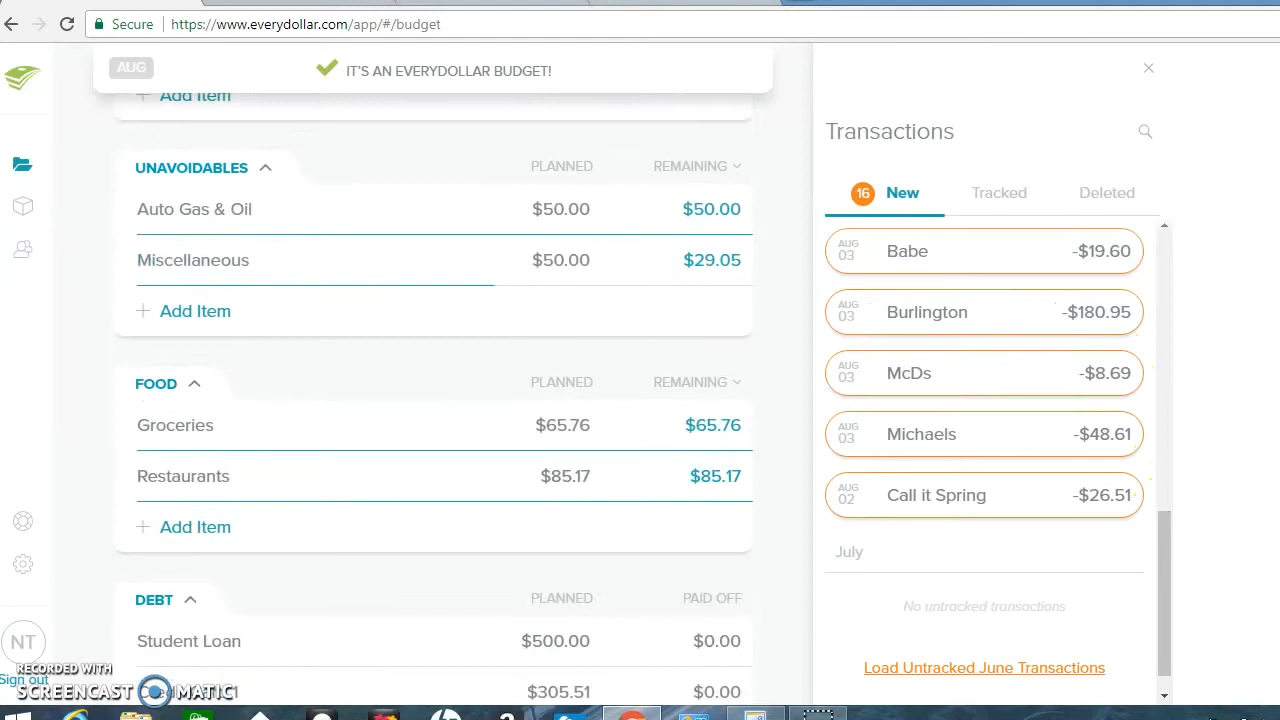 Secure https://www.everydollar.com/app/#/budget
AUG IT'S AN EVERYDOLLAR BUDGET!
Add Item
UNAVOIDABLES PLANNED REMAINING
Auto Gas & Oil $50.00 $50.00
Miscellaneous $50.00 $29.05
+ Add Item
FOOD PLANNED REMAINING
Groceries $65.76 $65.76
Restaurants $85.17 $85.17
+ Add Item
DEBT PLANNED PAID OFF
Student Loan $500.00 $0.00
$305.51 $0.00
NT
Sign out
RECORDED WITH
SCREENCAST MATIC
Transactions
16 New Tracked Deleted
AUG 03 Babe -$19.60
AUG 03 Burlington -$180.95
AUG 03 McDs -$8.69
AUG 03 Michaels -$48.61
AUG 02 Call it Spring -$26.51
July
No untracked transactions
Load Untracked June Transactions